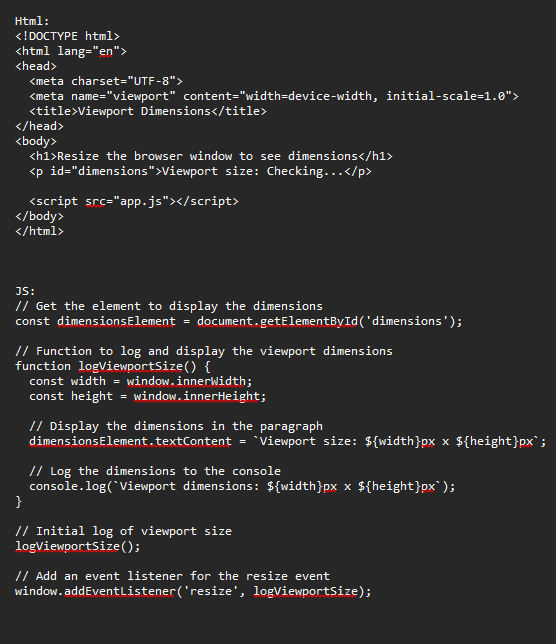 Html:
<!DOCTYPE html>
<html lang="en">
<head>
  <meta charset="UTF-8">
  <meta name="viewport" content="width=device-width, initial-scale=1.0">
  <title>Viewport Dimensions</title>
</head>
<body>
  <h1>Resize the browser window to see dimensions</h1>
  <p id="dimensions">Viewport size: Checking...</p>

  <script src="app.js"></script>
</body>
</html>

JS:
// Get the element to display the dimensions
const dimensionsElement = document.getElementById('dimensions');

// Function to log and display the viewport dimensions
function logViewportSize() {
  const width = window.innerWidth;
  const height = window.innerHeight;

  // Display the dimensions in the paragraph
  dimensionsElement.textContent = `Viewport size: ${width}px x ${height}px`;

  // Log the dimensions to the console
  console.log(`Viewport dimensions: ${width}px x ${height}px`);
}

// Initial log of viewport size
logViewportSize();

// Add an event listener for the resize event
window.addEventListener('resize', logViewportSize);